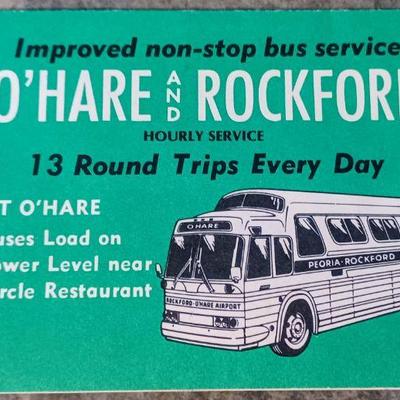 Improved non-stop bus service
O'HARE AND ROCKFOR
HOURLY SERVICE
13 Round Trips Every Day
T O'HARE
uses Load on
ower Level near
rcle Restaurant
O'HARE
PEORIA-ROCKFORD
ROCKFORD-O'HARE AIRPORT